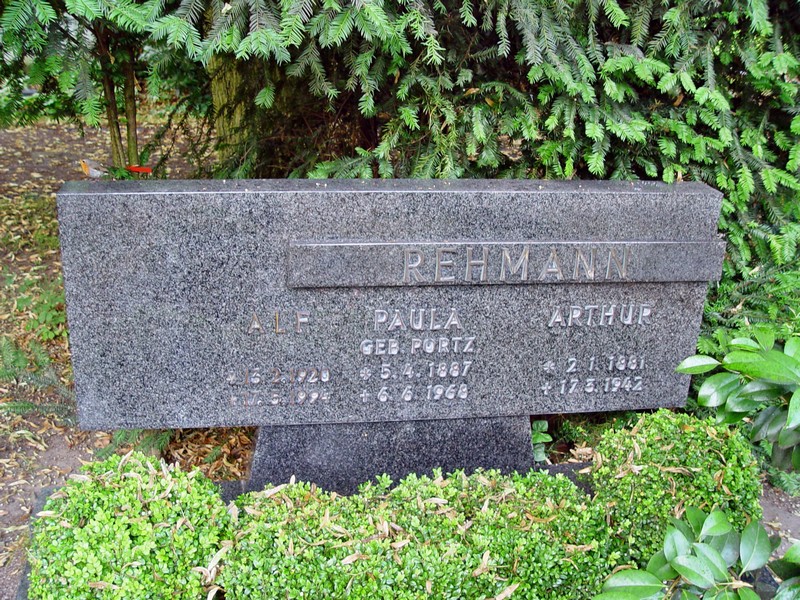 REHMANN
ALF
PAULA
GEB. PORTZ
* 5.4.1887
+ 6.6.1968
ARTHUR
* 2.1.1881
+ 17.3.1942